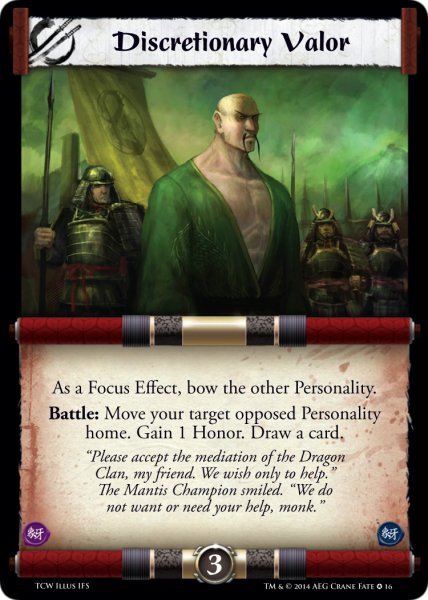 Discretionary Valor
As a Focus Effect, bow the other Personality.
Battle: Move your target opposed Personality
home. Gain 1 Honor. Draw a card.
“Please accept the mediation of the Dragon
Clan, my friend. We wish only to help.”
The Mantis Champion smiled. “We do
not want or need your help, monk.”
3
TCW ILLUS IFS
TM & © 2014 AEG CRANE FATE ✪ 16